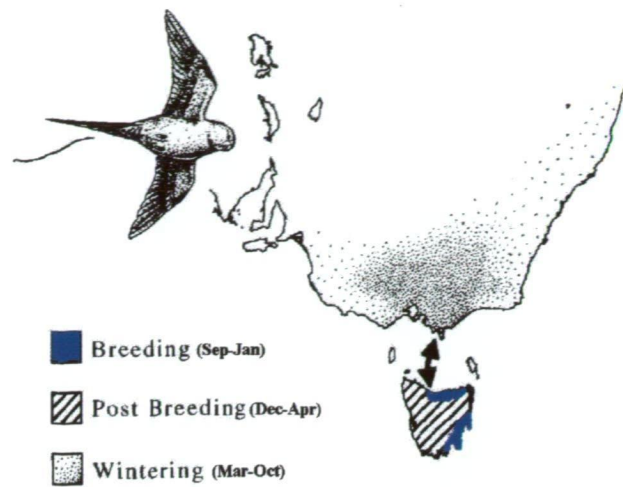 Breeding (Sep-Jan)
Post Breeding (Dec-Apr)
Wintering (Mar-Oct)